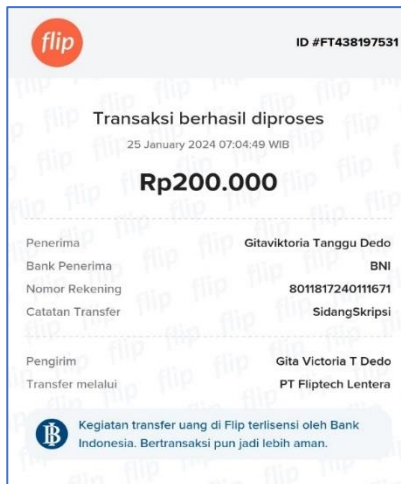 flip
ID #FT438197531
Transaksi berhasil diproses
25 January 2024 07:04:49 WIB
Rp200.000
Penerima Gitaviktoria Tanggu Dedo
Bank Penerima BNI
Nomor Rekening 8011817240111671
Catatan Transfer SidangSkripsi
Pengirim Gita Victoria T Dedo
Transfer melalui PT Fliptech Lentera
Kegiatan transfer uang di Flip terlisensi oleh Bank
Indonesia. Bertransaksi pun jadi lebih aman.